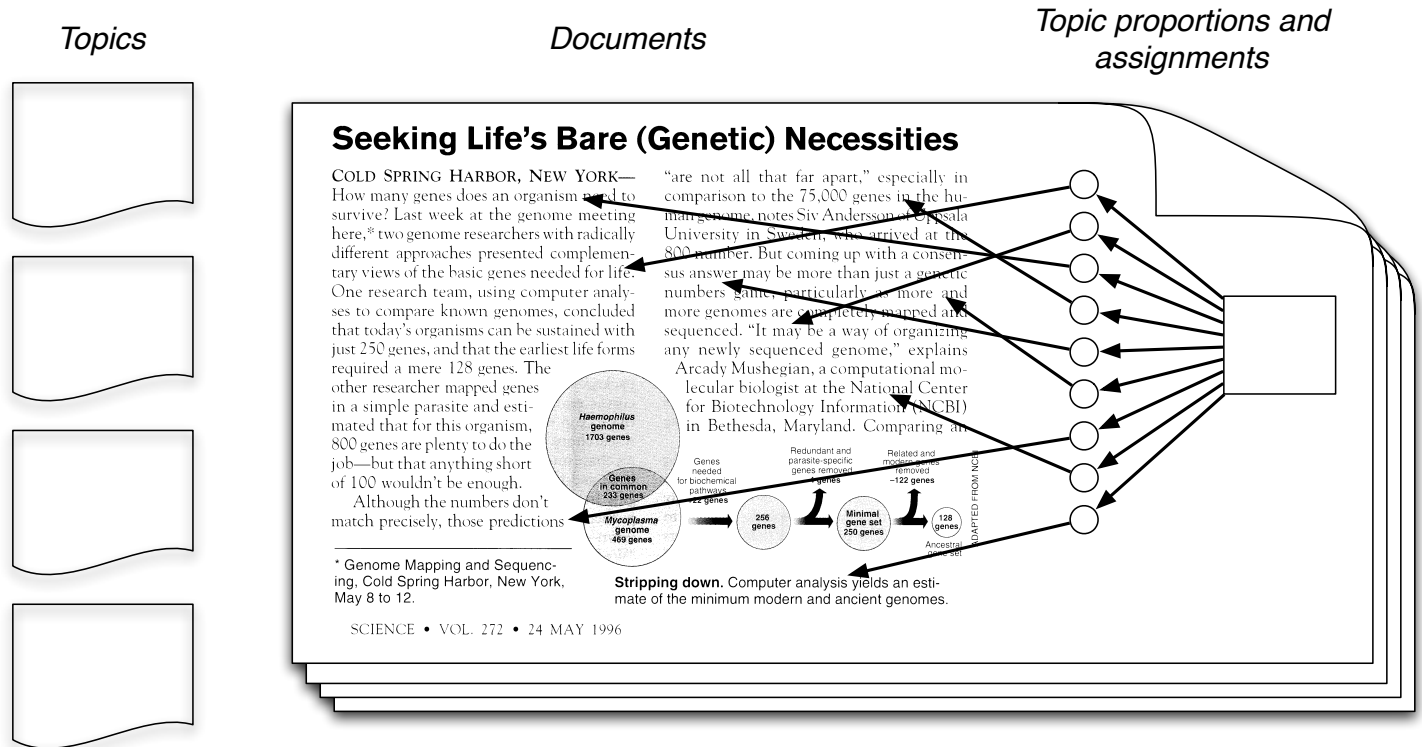 Topics
Documents
Topic proportions and
assignments
Seeking Life's Bare (Genetic) Necessities
COLD SPRING HARBOR, NEW YORK—
How many genes does an organism need to
survive? Last week at the genome meeting
here,* two genome researchers with radically
different approaches presented complemen-
tary views of the basic genes needed for life.
One research team, using computer analy-
ses to compare known genomes, concluded
that today's organisms can be sustained with
just 250 genes, and that the earliest life forms
required a mere 128 genes. The
other researcher mapped genes
in a simple parasite and esti-
mated that for this organism,
800 genes are plenty to do the
job—but that anything short
of 100 wouldn't be enough.
Although the numbers don't
match precisely, those predictions
* Genome Mapping and Sequenc-
ing, Cold Spring Harbor, New York,
May 8 to 12.
"are not all that far apart," especially in
comparison to the 75,000 genes in the hu-
man genome, notes Siv Andersson of Uppsala
University in Sweden, who arrived at the
800 number. But coming up with a consen-
sus answer may be more than just a genetic
numbers game, particularly as more and
more genomes are completely mapped and
sequenced. "It may be a way of organizing
any newly sequenced genome," explains
Arcady Mushegian, a computational mo-
lecular biologist at the National Center
for Biotechnology Information (NCBI)
in Bethesda, Maryland. Comparing an
Haemophilus
genome
1703 genes
Genes
in common
233 genes
Mycoplasma
genome
469 genes
Genes
needed
for biochemical
pathways
genes
256
genes
Redundant and
parasite-specific
genes removed
genes
Minimal
gene set
250 genes
Related and
modern genes
removed
–122 genes
128
genes
Ancestral
gene set
ADAPTED FROM NCBI
Stripping down. Computer analysis yields an esti-
mate of the minimum modern and ancient genomes.
SCIENCE • VOL. 272 • 24 MAY 1996